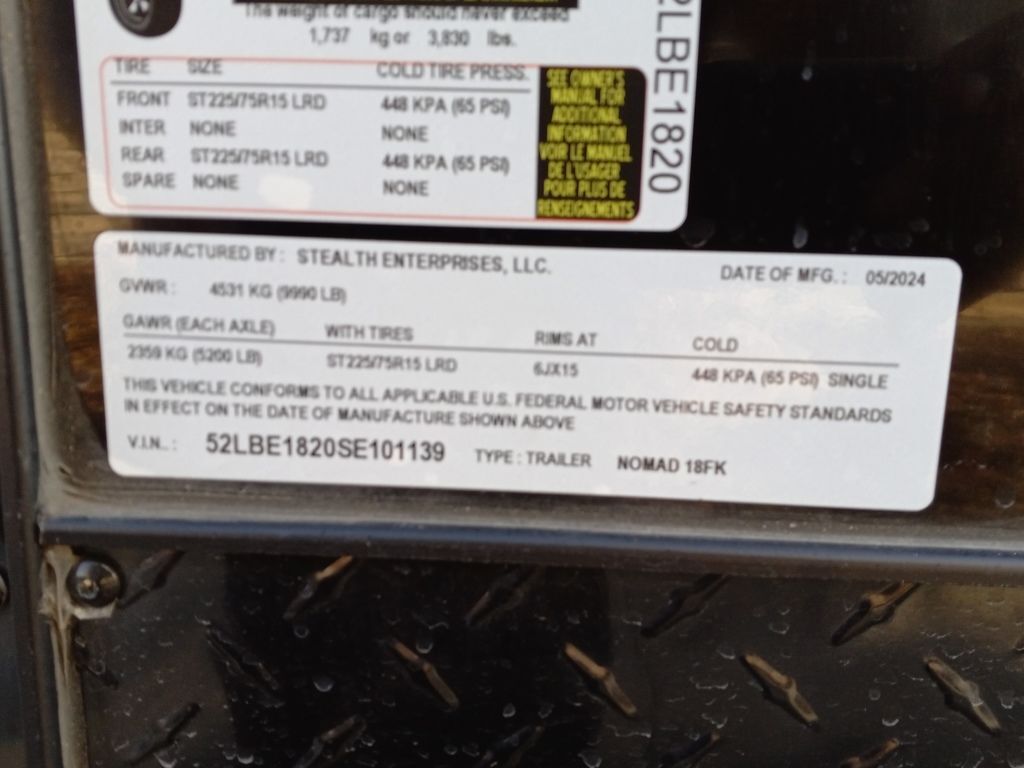 The weight of cargo should never exceed
1,737 kg or 3,830 lbs.
TIRE SIZE COLD TIRE PRESS.
FRONT ST225/75R15 LRD 448 KPA (65 PSI)
INTER NONE NONE
REAR ST225/75R15 LRD 448 KPA (65 PSI)
SPARE NONE NONE
SEE OWNER'S
MANUAL FOR
ADDITIONAL
INFORMATION
VOIR LE MANUEL
DE L'USAGER
POUR PLUS DE
RENSEIGNEMENTS
2LBE1820
MANUFACTURED BY: STEALTH ENTERPRISES, LLC. DATE OF MFG.: 05/2024
GVWR: 4531 KG (9990 LB)
GAWR (EACH AXLE) WITH TIRES RIMS AT COLD
2359 KG (5200 LB) ST225/75R15 LRD 6JX15 448 KPA (65 PSI) SINGLE
THIS VEHICLE CONFORMS TO ALL APPLICABLE U.S. FEDERAL MOTOR VEHICLE SAFETY STANDARDS
IN EFFECT ON THE DATE OF MANUFACTURE SHOWN ABOVE
V.I.N..: 52LBE1820SE101139 TYPE: TRAILER NOMAD 18FK